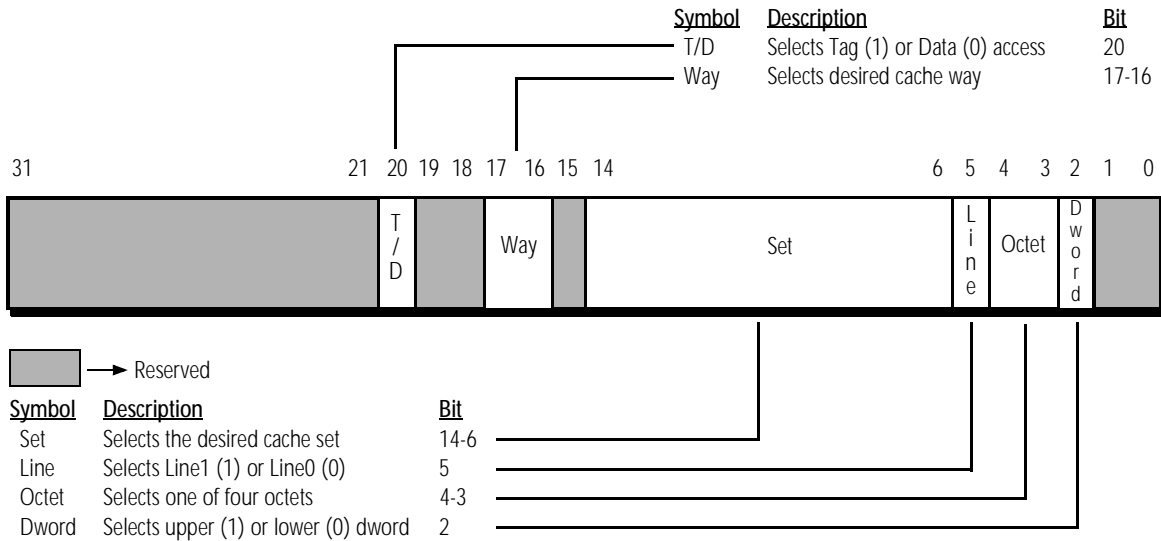 Symbol Description Bit
T/D Selects Tag (1) or Data (0) access 20
Way Selects desired cache way 17-16
31 21 20 19 18 17 16 15 14 6 5 4 3 2 1 0
T/D Way Set Line Octet Dword
Reserved
Symbol Description Bit
Set Selects the desired cache set 14-6
Line Selects Line1 (1) or Line0 (0) 5
Octet Selects one of four octets 4-3
Dword Selects upper (1) or lower (0) dword 2